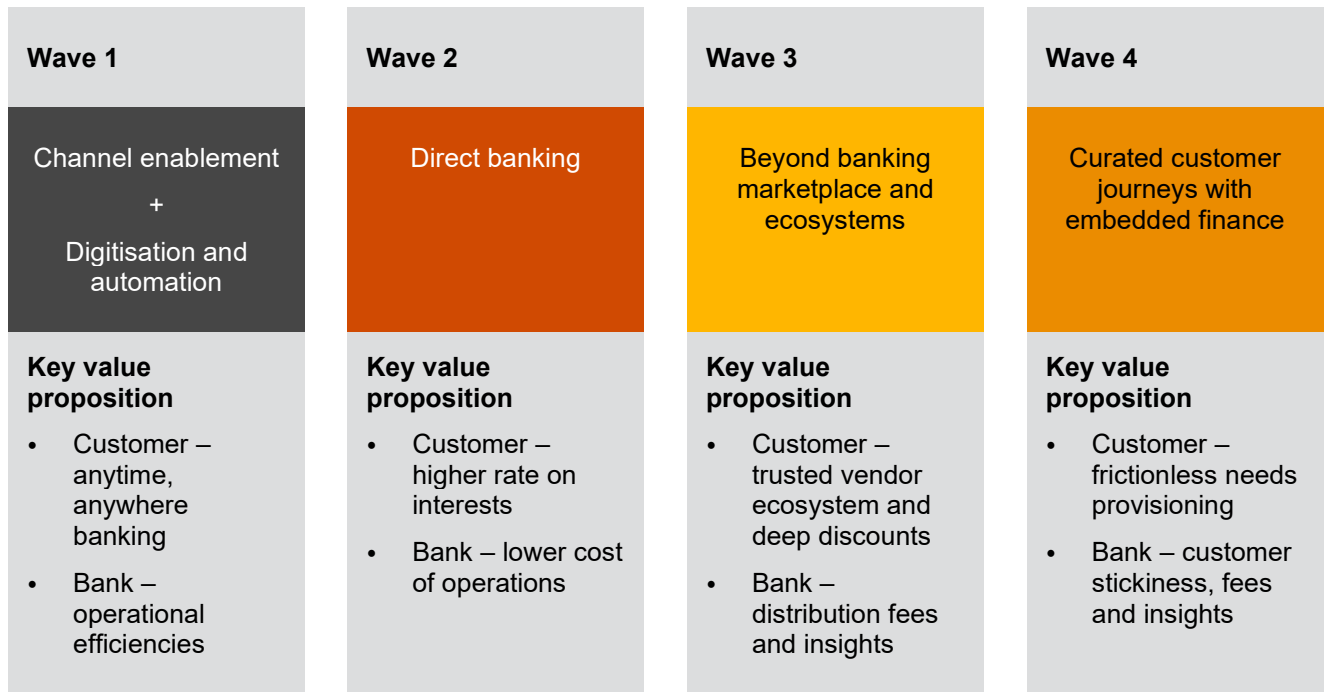 Wave 1
Channel enablement
+
Digitisation and
automation
Key value
proposition
• Customer –
anytime,
anywhere
banking
• Bank –
operational
efficiencies
Wave 2
Direct banking
Key value
proposition
• Customer –
higher rate on
interests
• Bank – lower cost
of operations
Wave 3
Beyond banking
marketplace and
ecosystems
Key value
proposition
• Customer –
trusted vendor
ecosystem and
deep discounts
• Bank –
distribution fees
and insights
Wave 4
Curated customer
journeys with
embedded finance
Key value
proposition
• Customer –
frictionless needs
provisioning
• Bank – customer
stickiness, fees
and insights